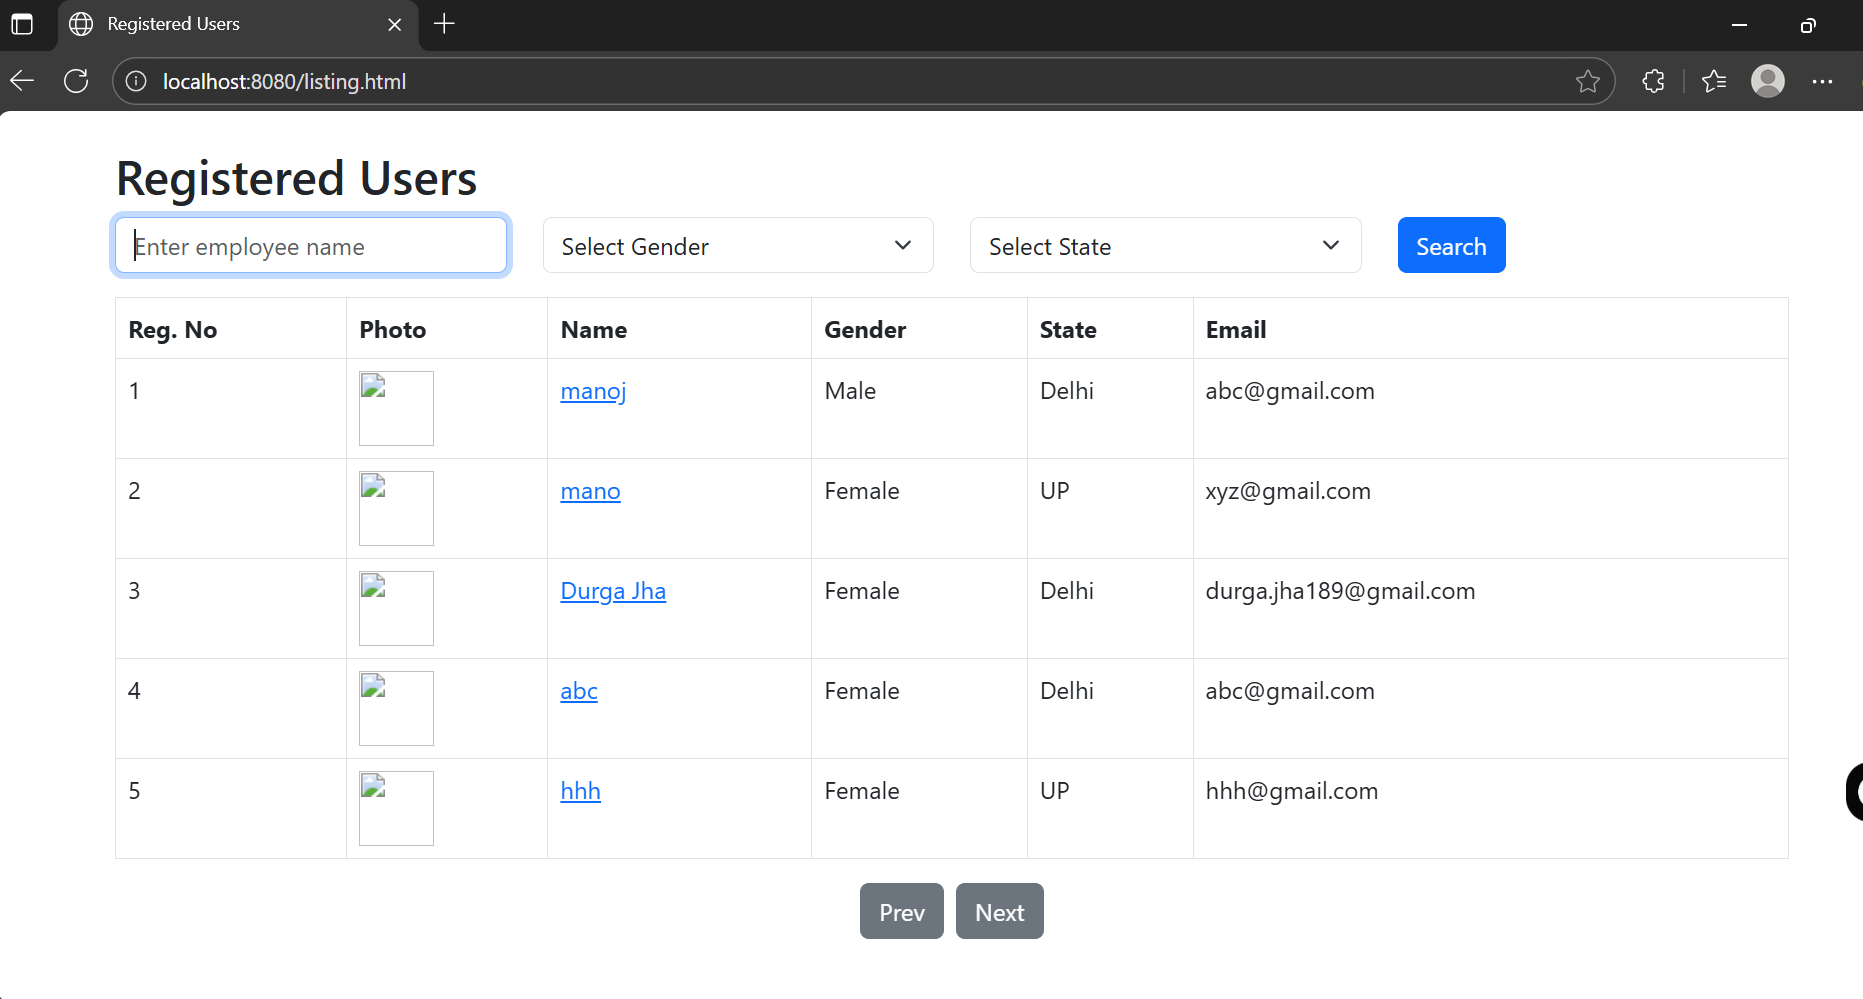 Registered Users
localhost:8080/listing.html
Registered Users
Enter employee name Select Gender Select State Search
Reg. No Photo Name Gender State Email
1 manoj Male Delhi abc@gmail.com
2 mano Female UP xyz@gmail.com
3 Durga Jha Female Delhi durga.jha189@gmail.com
4 abc Female Delhi abc@gmail.com
5 hhh Female UP hhh@gmail.com
Prev Next